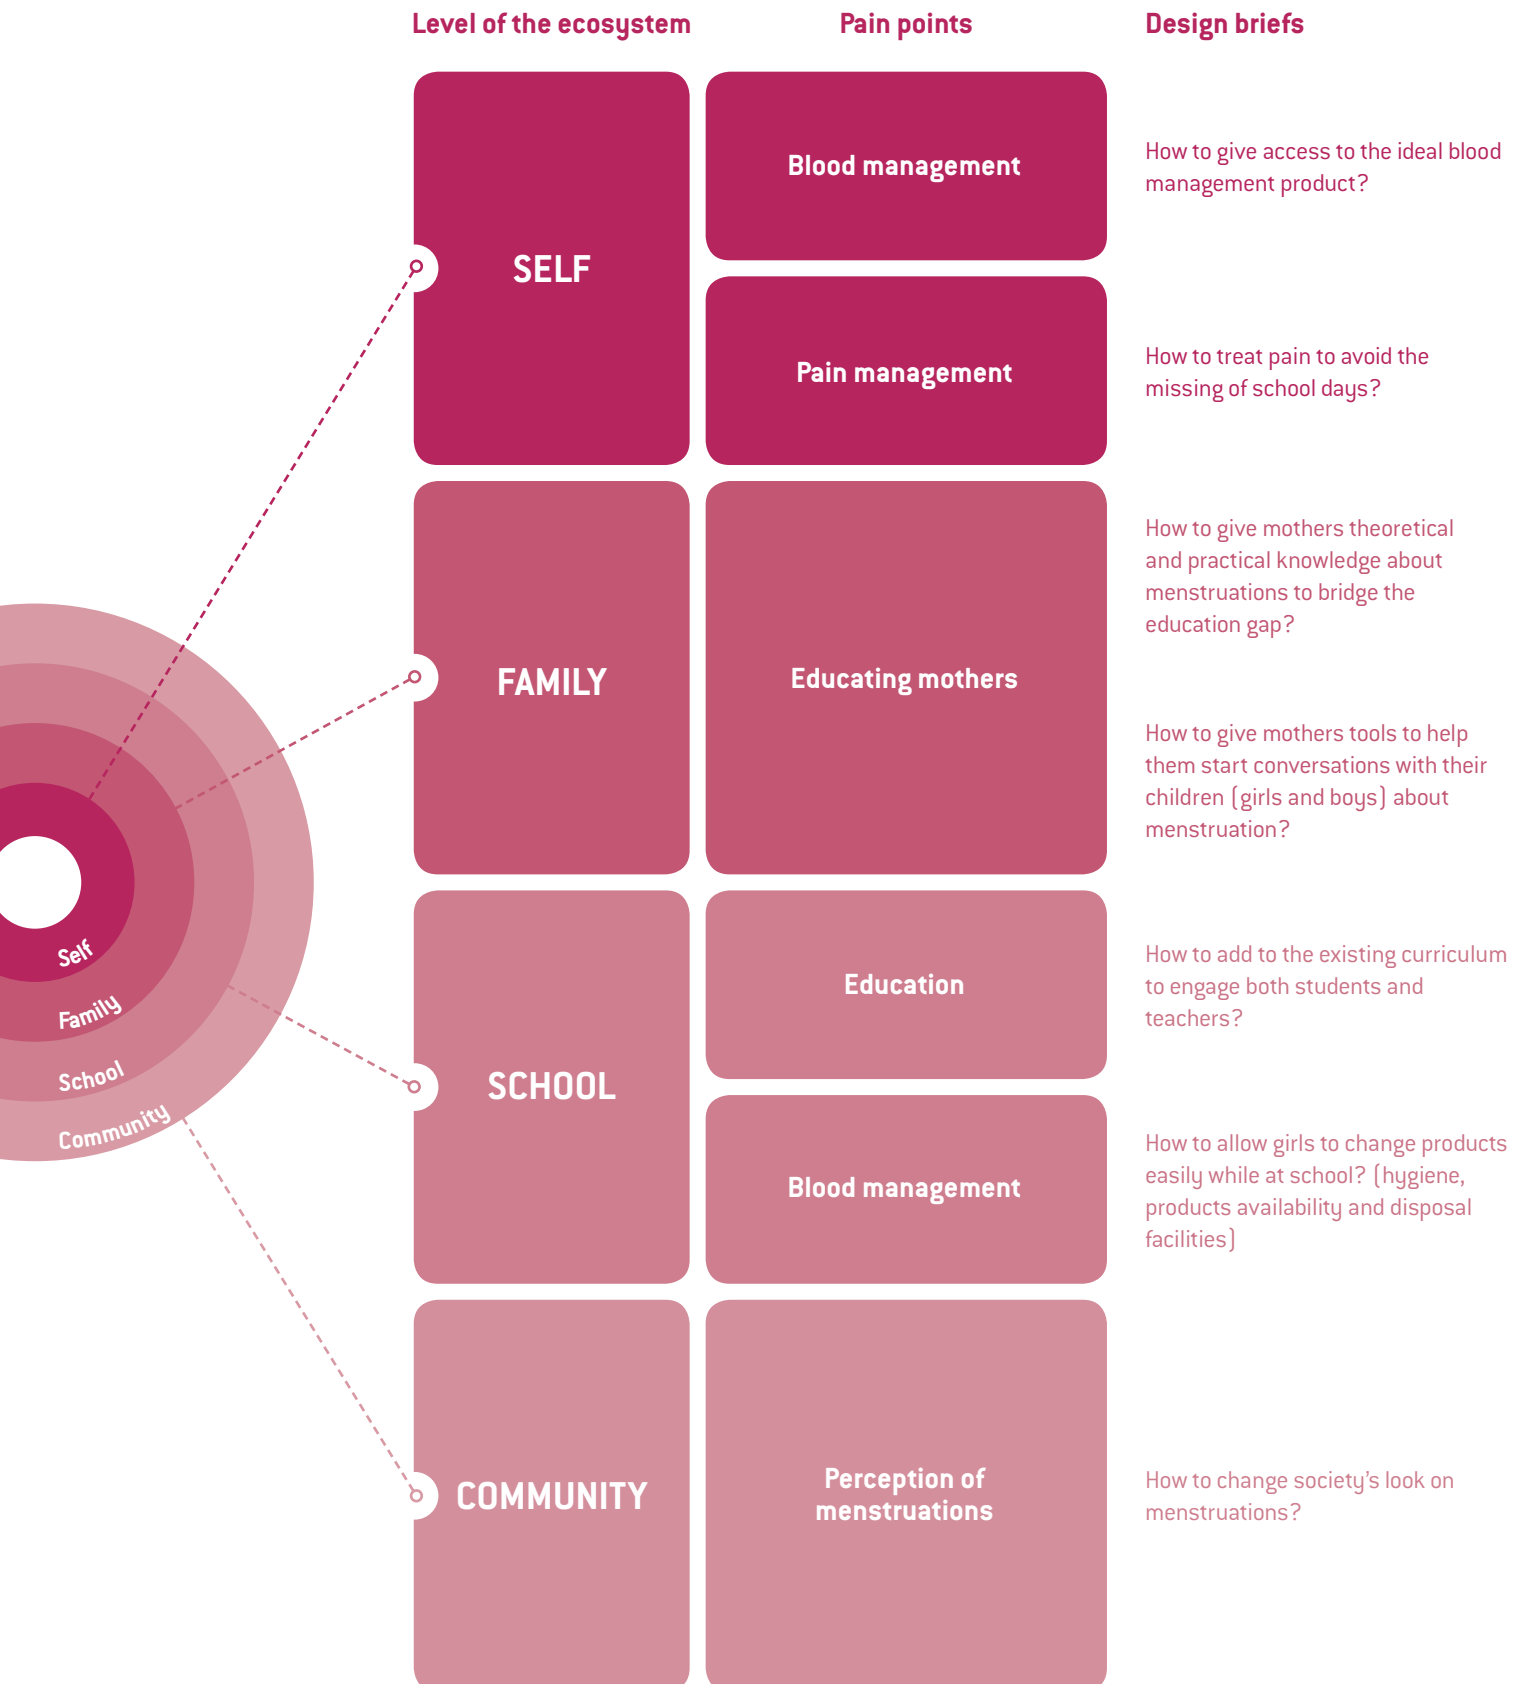 Level of the ecosystem
Pain points
Design briefs
SELF
Blood management
How to give access to the ideal blood
management product?
Pain management
How to treat pain to avoid the
missing of school days?
FAMILY
Educating mothers
How to give mothers theoretical
and practical knowledge about
menstruations to bridge the
education gap?
How to give mothers tools to help
them start conversations with their
children (girls and boys) about
menstruation?
SCHOOL
Education
How to add to the existing curriculum
to engage both students and
teachers?
Blood management
How to allow girls to change products
easily while at school? (hygiene,
products availability and disposal
facilities)
COMMUNITY
Perception of
menstruations
How to change society's look on
menstruations?
Self
Family
School
Community